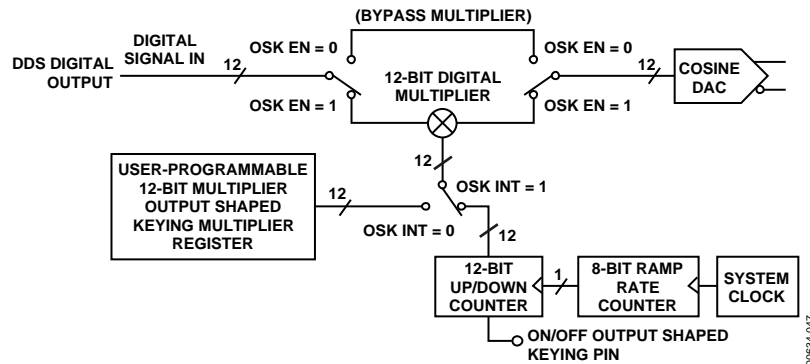 (BYPASS MULTIPLIER)
DIGITAL
SIGNAL IN
OSK EN = 0
OSK EN = 0
DDS DIGITAL
OUTPUT
12
12-BIT DIGITAL
MULTIPLIER
12
COSINE
DAC
OSK EN = 1
OSK EN = 1
12
USER-PROGRAMMABLE
12-BIT MULTIPLIER
OUTPUT SHAPED
KEYING MULTIPLIER
REGISTER
12
OSK INT = 1
OSK INT = 0
12
12-BIT
UP/DOWN
COUNTER
1
8-BIT RAMP
RATE
COUNTER
SYSTEM
CLOCK
ON/OFF OUTPUT SHAPED
KEYING PIN